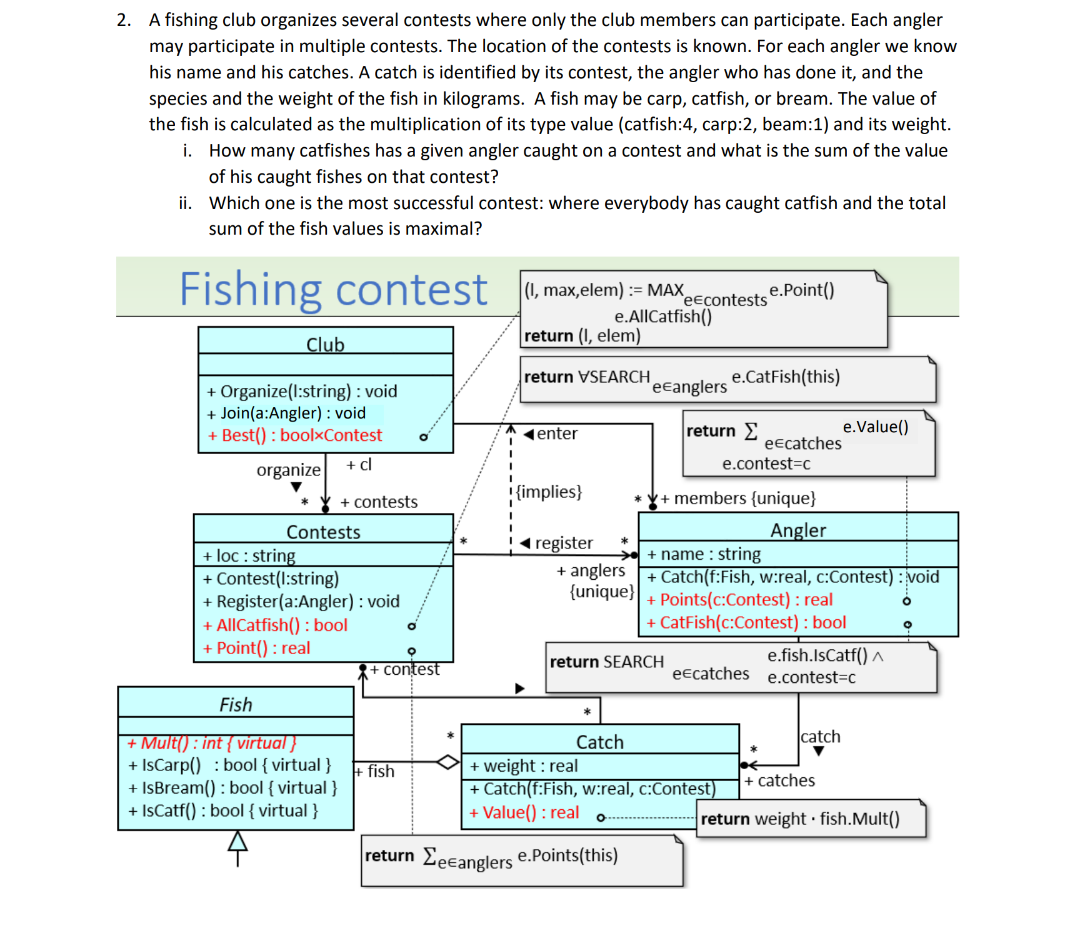 2. A fishing club organizes several contests where only the club members can participate. Each angler
may participate in multiple contests. The location of the contests is known. For each angler we know
his name and his catches. A catch is identified by its contest, the angler who has done it, and the
species and the weight of the fish in kilograms. A fish may be carp, catfish, or bream. The value of
the fish is calculated as the multiplication of its type value (catfish:4, carp:2, beam:1) and its weight.
i. How many catfishes has a given angler caught on a contest and what is the sum of the value
of his caught fishes on that contest?
ii. Which one is the most successful contest: where everybody has caught catfish and the total
sum of the fish values is maximal?
Fishing contest
(l, max,elem) := MAX e∈contests e.Point()
e.AllCatfish()
return (l, elem)
Club
+ Organize(l:string) : void
+ Join(a:Angler) : void
+ Best() : bool×Contest
return ∀SEARCH e∈anglers e.CatFish(this)
◄enter
return Σ e∈catches e.Value()
e.contest=c
organize ▼
+ cl
* + contests
{implies}
* + members {unique}
Contests
+ loc : string
+ Contest(l:string)
+ Register(a:Angler) : void
+ AllCatfish() : bool
+ Point() : real
*
◄ register *
+ anglers
{unique}
Angler
+ name : string
+ Catch(f:Fish, w:real, c:Contest) : void
+ Points(c:Contest) : real
+ CatFish(c:Contest) : bool
+ contest
►
return SEARCH e∈catches e.fish.IsCatf() ∧
e.contest=c
Fish
+ Mult() : int { virtual }
+ IsCarp() : bool { virtual }
+ IsBream() : bool { virtual }
+ IsCatf() : bool { virtual }
+ fish
*
*
Catch
+ weight : real
+ Catch(f:Fish, w:real, c:Contest)
+ Value() : real
catch
▼
*
+ catches
return weight · fish.Mult()
return Σe∈anglers e.Points(this)